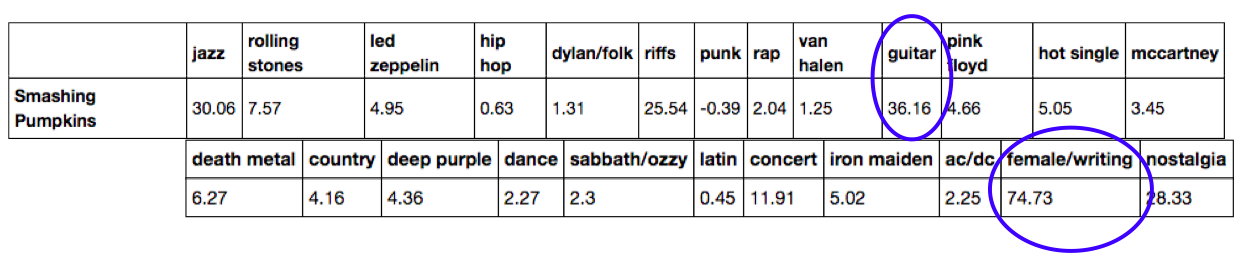 jazz rolling stones led zeppelin hip hop dylan/folk riffs punk rap van halen guitar pink floyd hot single mccartney
Smashing Pumpkins 30.06 7.57 4.95 0.63 1.31 25.54 -0.39 2.04 1.25 36.16 4.66 5.05 3.45
death metal country deep purple dance sabbath/ozzy latin concert iron maiden ac/dc female/writing nostalgia
6.27 4.16 4.36 2.27 2.3 0.45 11.91 5.02 2.25 74.73 28.33